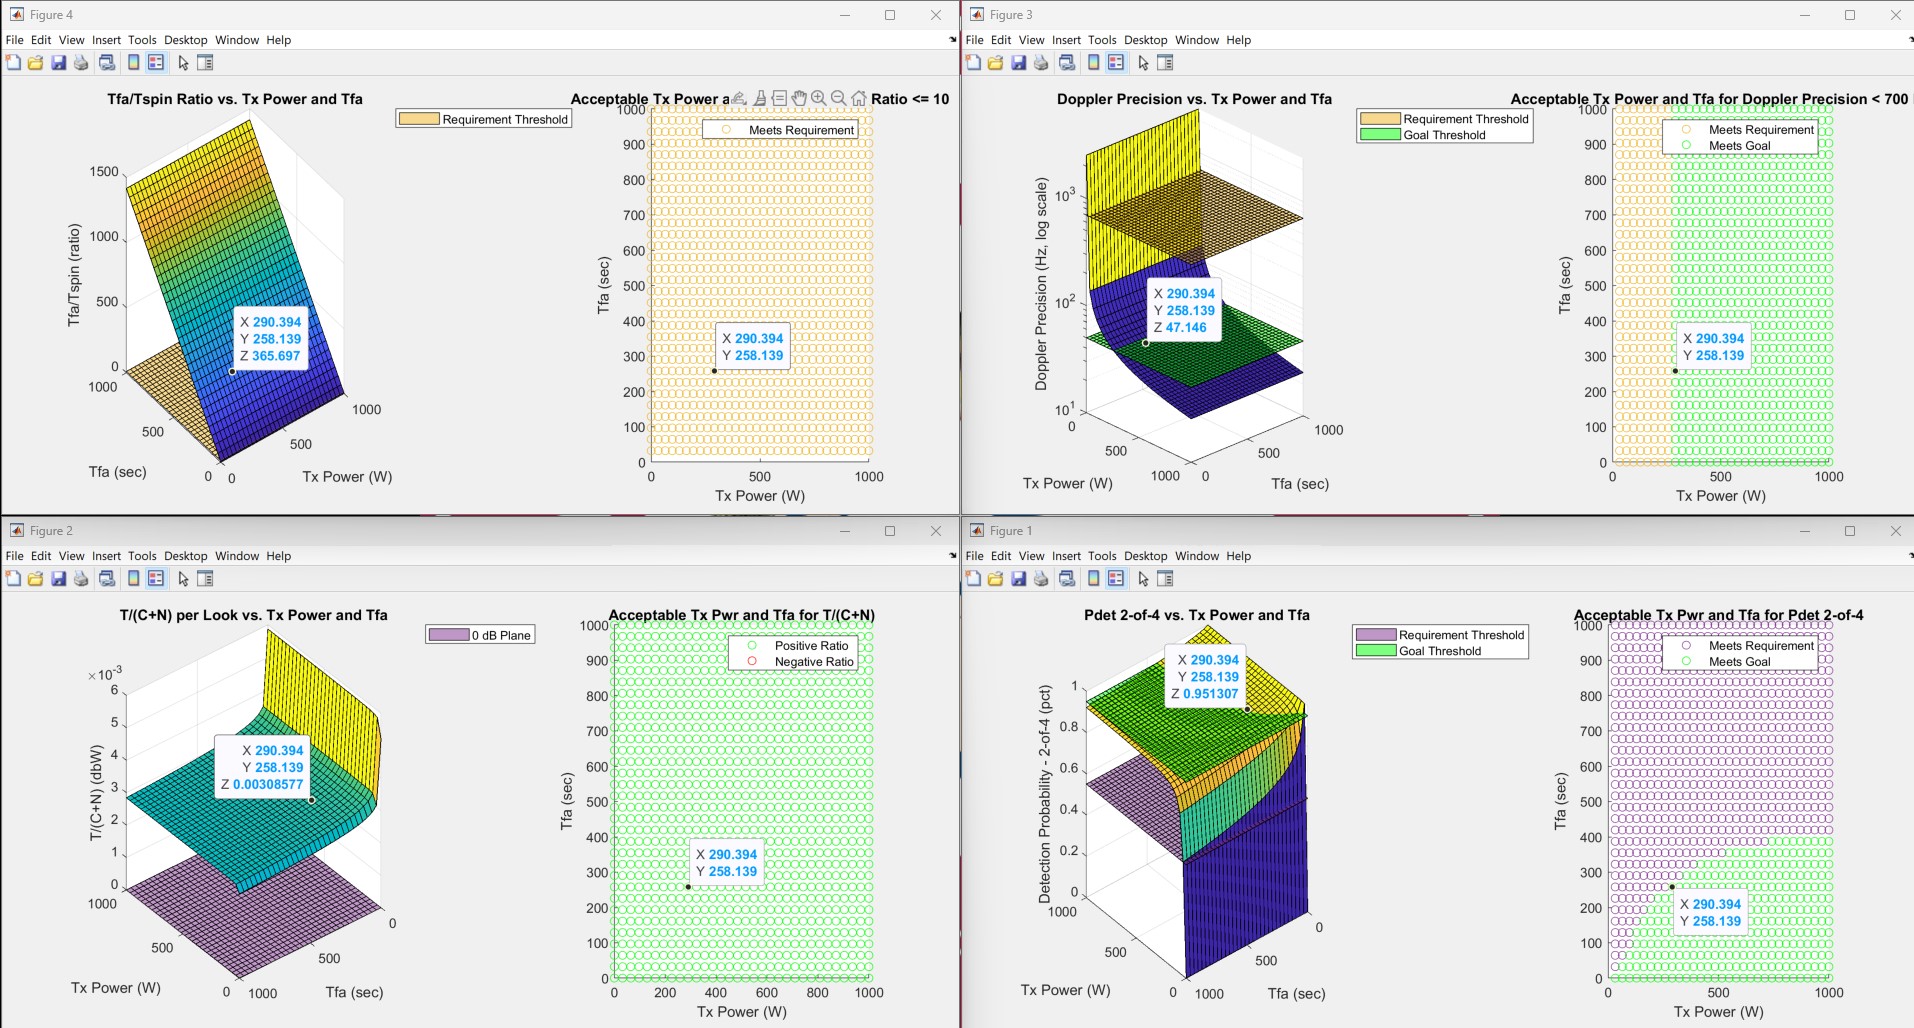 Figure 4
File Edit View Insert Tools Desktop Window Help
Tfa/Tspin Ratio vs. Tx Power and Tfa
Requirement Threshold
Tfa/Tspin (ratio)
1500
1000
500
0
1000
500
0
Tfa (sec)
0
500
1000
Tx Power (W)
X 290.394
Y 258.139
Z 365.697
Acceptable Tx Power a
Ratio <= 10
Meets Requirement
Tfa (sec)
1000
900
800
700
600
500
400
300
200
100
0
X 290.394
Y 258.139
0 500 1000
Tx Power (W)
Figure 3
File Edit View Insert Tools Desktop Window Help
Doppler Precision vs. Tx Power and Tfa
Requirement Threshold
Goal Threshold
Doppler Precision (Hz, log scale)
10³
10²
10¹
0
500
1000
Tx Power (W)
0
500
1000
Tfa (sec)
X 290.394
Y 258.139
Z 47.146
Acceptable Tx Power and Tfa for Doppler Precision < 700
Meets Requirement
Meets Goal
Tfa (sec)
1000
900
800
700
600
500
400
300
200
100
0
X 290.394
Y 258.139
0 500 1000
Tx Power (W)
Figure 2
File Edit View Insert Tools Desktop Window Help
T/(C+N) per Look vs. Tx Power and Tfa
0 dB Plane
×10⁻³
T/(C+N) (dbW)
6
5
4
3
2
1
0
1000
500
0
Tx Power (W)
1000
500
0
Tfa (sec)
X 290.394
Y 258.139
Z 0.00308577
Acceptable Tx Pwr and Tfa for T/(C+N)
Positive Ratio
Negative Ratio
Tfa (sec)
1000
900
800
700
600
500
400
300
200
100
0
X 290.394
Y 258.139
0 200 400 600 800 1000
Tx Power (W)
Figure 1
File Edit View Insert Tools Desktop Window Help
Pdet 2-of-4 vs. Tx Power and Tfa
Requirement Threshold
Goal Threshold
Detection Probability - 2-of-4 (pct)
1
0.8
0.6
0.4
0.2
0
1000
500
0
Tx Power (W)
1000
500
0
Tfa (sec)
X 290.394
Y 258.139
Z 0.951307
Acceptable Tx Pwr and Tfa for Pdet 2-of-4
Meets Requirement
Meets Goal
Tfa (sec)
1000
900
800
700
600
500
400
300
200
100
0
X 290.394
Y 258.139
0 500 1000
Tx Power (W)